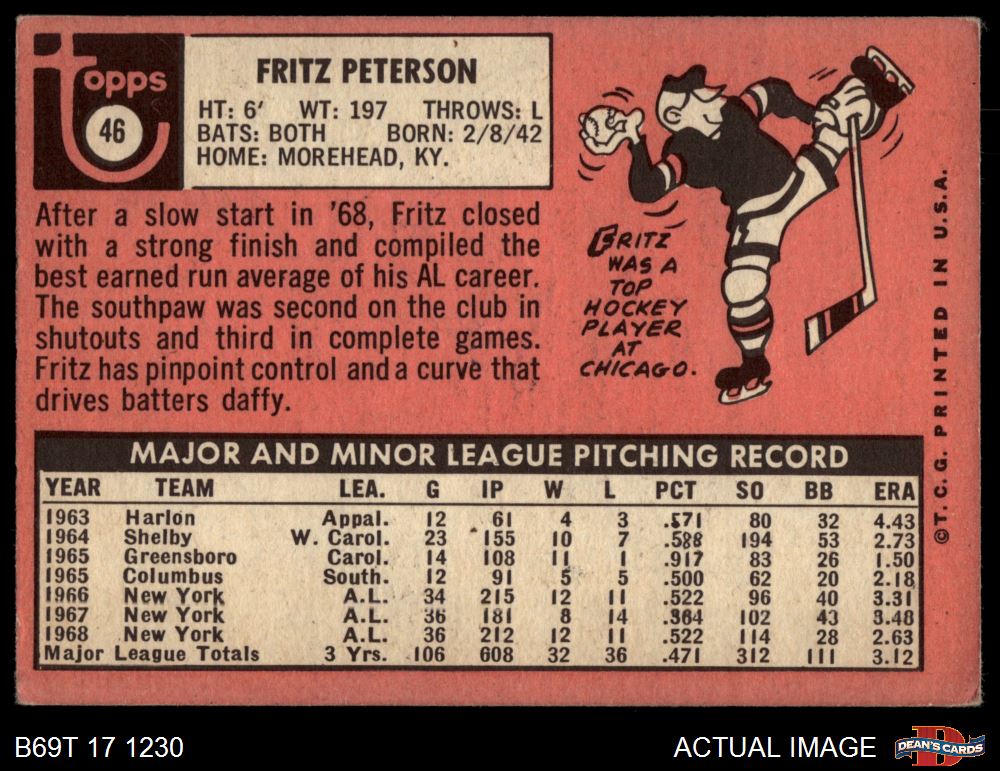 Topps
46
FRITZ PETERSON
HT: 6' WT: 197 THROWS: L
BATS: BOTH BORN: 2/8/42
HOME: MOREHEAD, KY.
After a slow start in '68, Fritz closed
with a strong finish and compiled the
best earned run average of his AL career.
The southpaw was second on the club in
shutouts and third in complete games.
Fritz has pinpoint control and a curve that
drives batters daffy.
FRITZ
WAS A
TOP
HOCKEY
PLAYER
AT
CHICAGO.
©T.C.G. PRINTED IN U.S.A.
MAJOR AND MINOR LEAGUE PITCHING RECORD
YEAR TEAM LEA. G IP W L PCT SO BB ERA
1963 Harlon Appal. 12 61 4 3 .571 80 32 4.43
1964 Shelby W. Carol. 23 155 10 7 .588 194 53 2.73
1965 Greensboro Carol. 14 108 11 1 .917 83 26 1.50
1965 Columbus South. 12 91 5 5 .500 62 20 2.18
1966 New York A.L. 34 215 12 11 .522 96 40 3.31
1967 New York A.L. 36 181 8 14 .364 102 43 3.48
1968 New York A.L. 36 212 12 11 .522 114 28 2.63
Major League Totals 3 Yrs. 106 608 32 36 .471 312 111 3.12
B69T 17 1230
ACTUAL IMAGE
DEAN'S CARDS